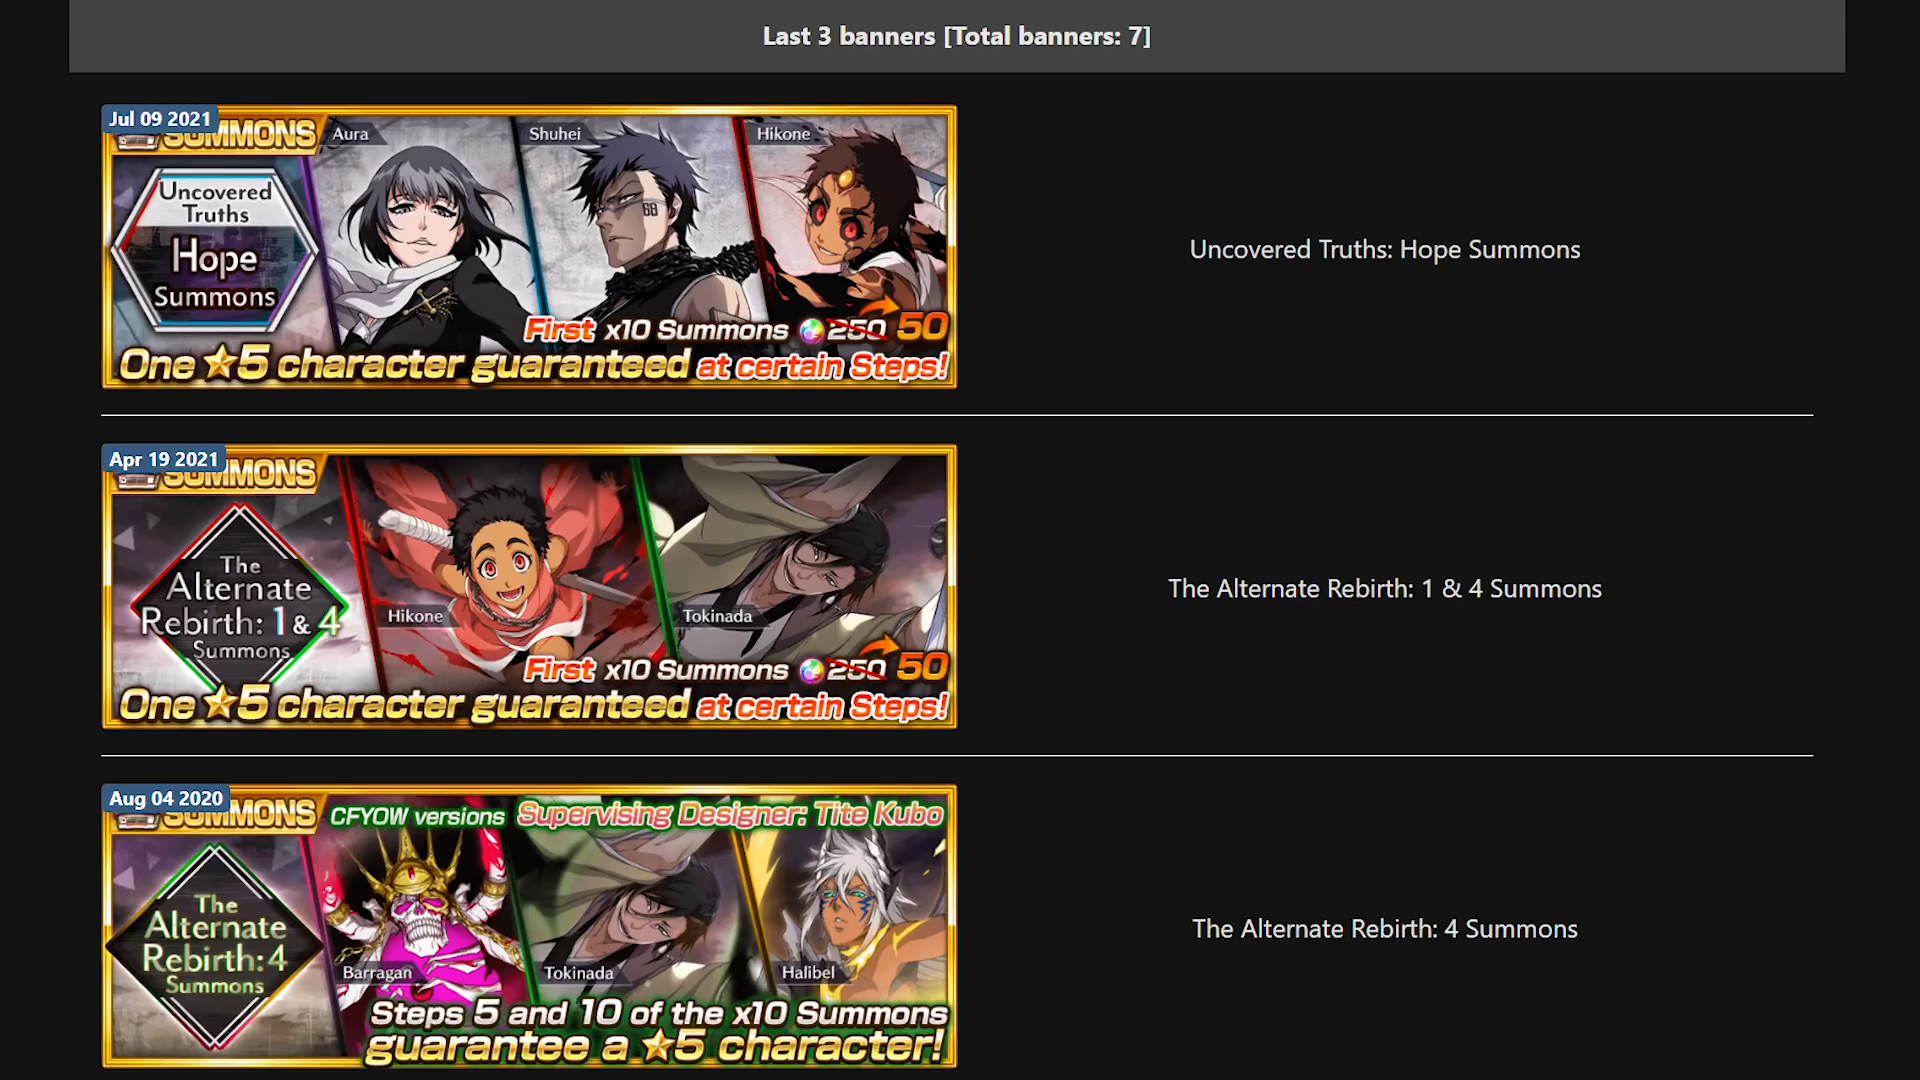 Last 3 banners [Total banners: 7]
Jul 09 2021
SUMMONS
Aura
Shuhei
Hikone
Uncovered
Truths
Hope
Summons
69
First x10 Summons 250 50
One ★5 character guaranteed at certain Steps!
Uncovered Truths: Hope Summons
Apr 19 2021
SUMMONS
The
Alternate
Rebirth: 1 & 4
Summons
Hikone
Tokinada
First x10 Summons 250 50
One ★5 character guaranteed at certain Steps!
The Alternate Rebirth: 1 & 4 Summons
Aug 04 2020
SUMMONS
CFYOW versions Supervising Designer: Tite Kubo
The
Alternate
Rebirth: 4
Summons
Barragan
Tokinada
Halibel
Steps 5 and 10 of the x10 Summons
guarantee a ★5 character!
The Alternate Rebirth: 4 Summons